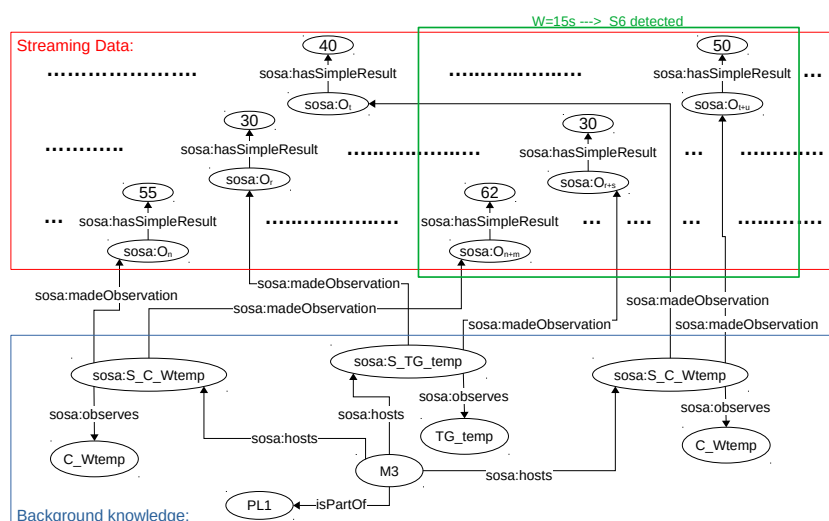 W=15s ---> S6 detected
Streaming Data:
40
50
sosa:hasSimpleResult
sosa:hasSimpleResult
sosa:Ot
sosa:Ot+u
30
30
sosa:hasSimpleResult
sosa:hasSimpleResult
sosa:Or
sosa:Or+s
55
62
sosa:hasSimpleResult
sosa:hasSimpleResult
sosa:On
sosa:On+m
sosa:madeObservation
sosa:madeObservation
sosa:madeObservation
sosa:madeObservation
sosa:madeObservation
sosa:madeObservation
sosa:S_C_Wtemp
sosa:S_TG_temp
sosa:S_C_Wtemp
sosa:observes
sosa:hosts
sosa:observes
sosa:observes
C_Wtemp
sosa:hosts
TG_temp
C_Wtemp
M3
sosa:hosts
PL1
isPartOf
Background knowledge: